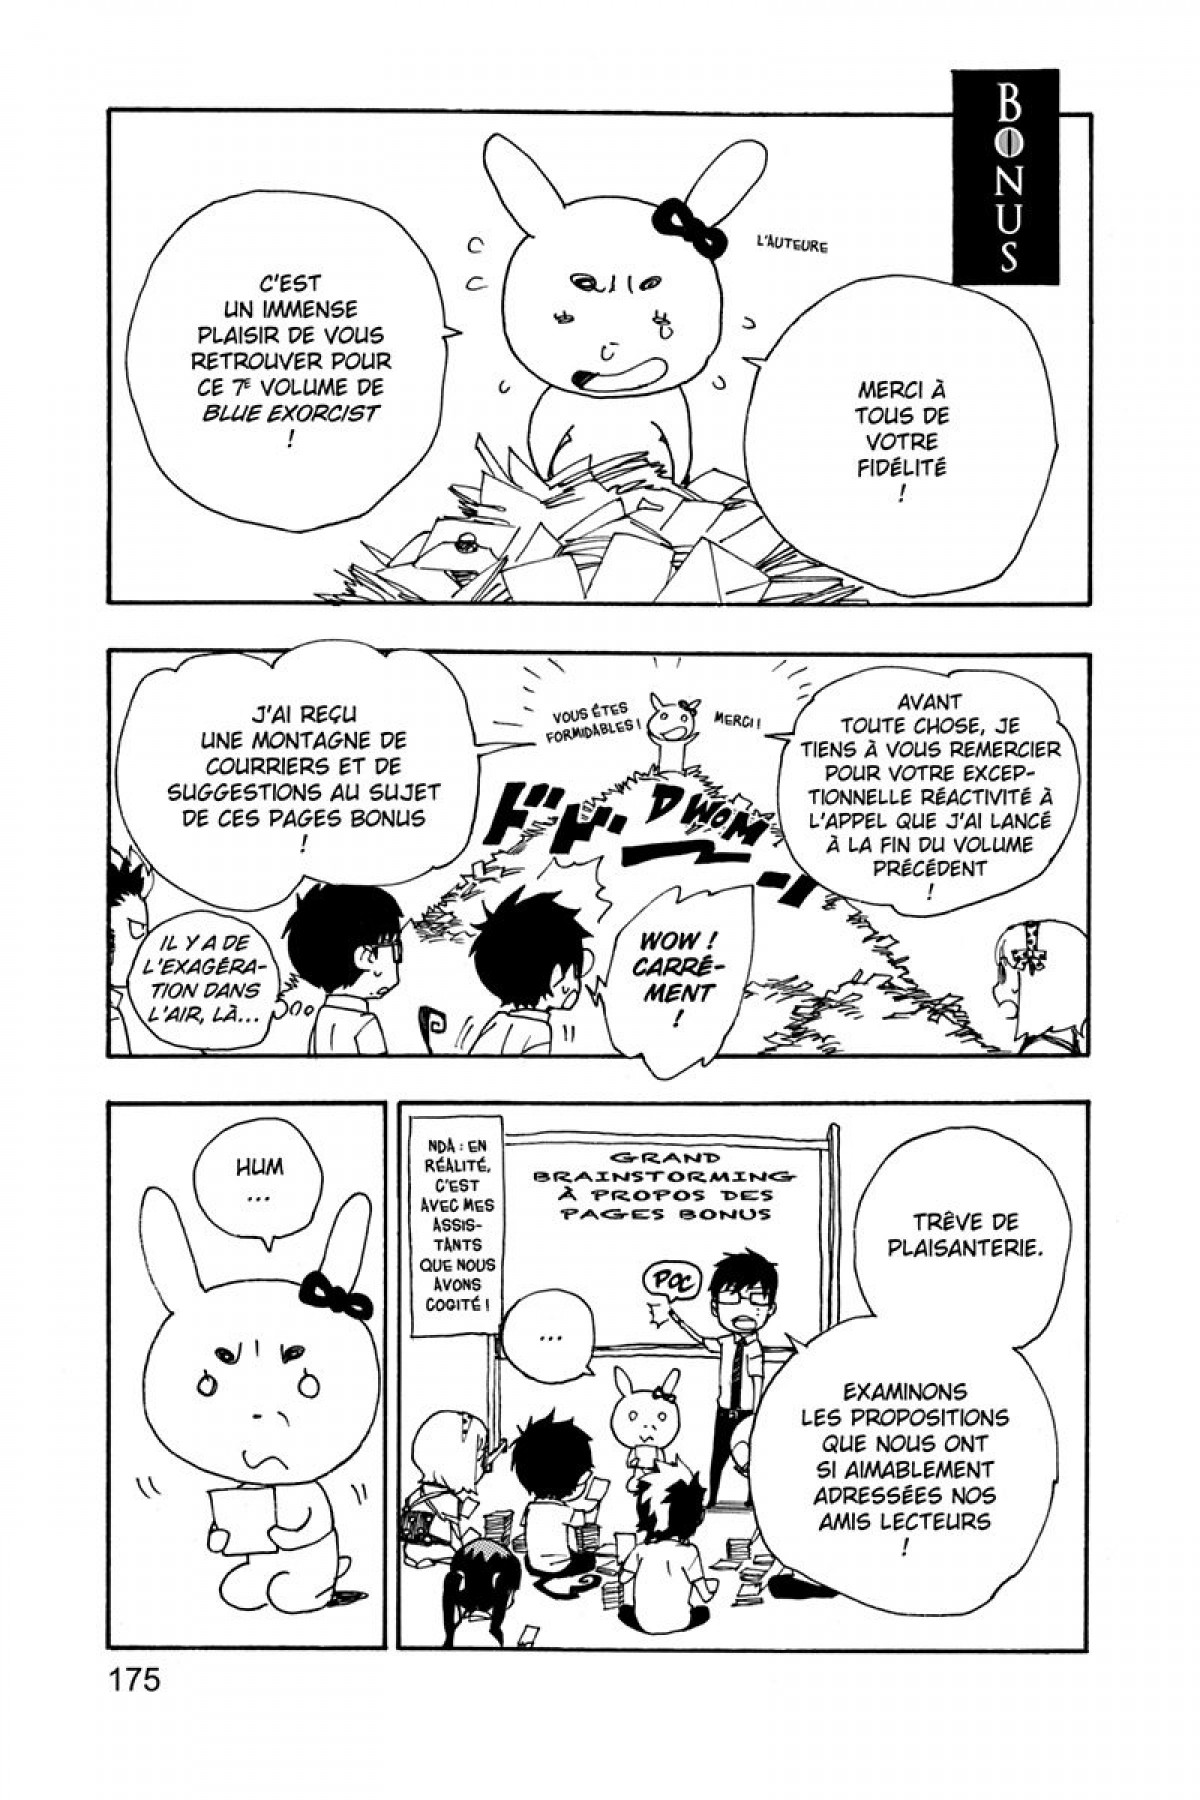 BONUS
L'AUTEURE
MERCI À
TOUS DE
VOTRE
FIDÉLITÉ
!
C'EST
UN IMMENSE
PLAISIR DE VOUS
RETROUVER POUR
CE 7E VOLUME DE
BLUE EXORCIST
!
AVANT
TOUTE CHOSE, JE
TIENS À VOUS REMERCIER
POUR VOTRE EXCEP-
TIONNELLE RÉACTIVITÉ À
L'APPEL QUE J'AI LANCÉ
À LA FIN DU VOLUME
PRÉCÉDENT
!
MERCI !
VOUS ÊTES
FORMIDABLES !
J'AI REÇU
UNE MONTAGNE DE
COURRIERS ET DE
SUGGESTIONS AU SUJET
DE CES PAGES BONUS
!
ドドーン
DWOM
WOW !
CARRÉ-
MENT
!
IL Y A DE
L'EXAGÉRA-
TION DANS
L'AIR, LÀ...
TRÊVE DE
PLAISANTERIE.
EXAMINONS
LES PROPOSITIONS
QUE NOUS ONT
SI AIMABLEMENT
ADRESSÉES NOS
AMIS LECTEURS
!
GRAND
BRAINSTORMING
À PROPOS DES
PAGES BONUS
POC
...
NDA : EN
RÉALITÉ,
C'EST
AVEC MES
ASSIS-
TANTS
QUE NOUS
AVONS
COGITÉ !
HUM
...
175